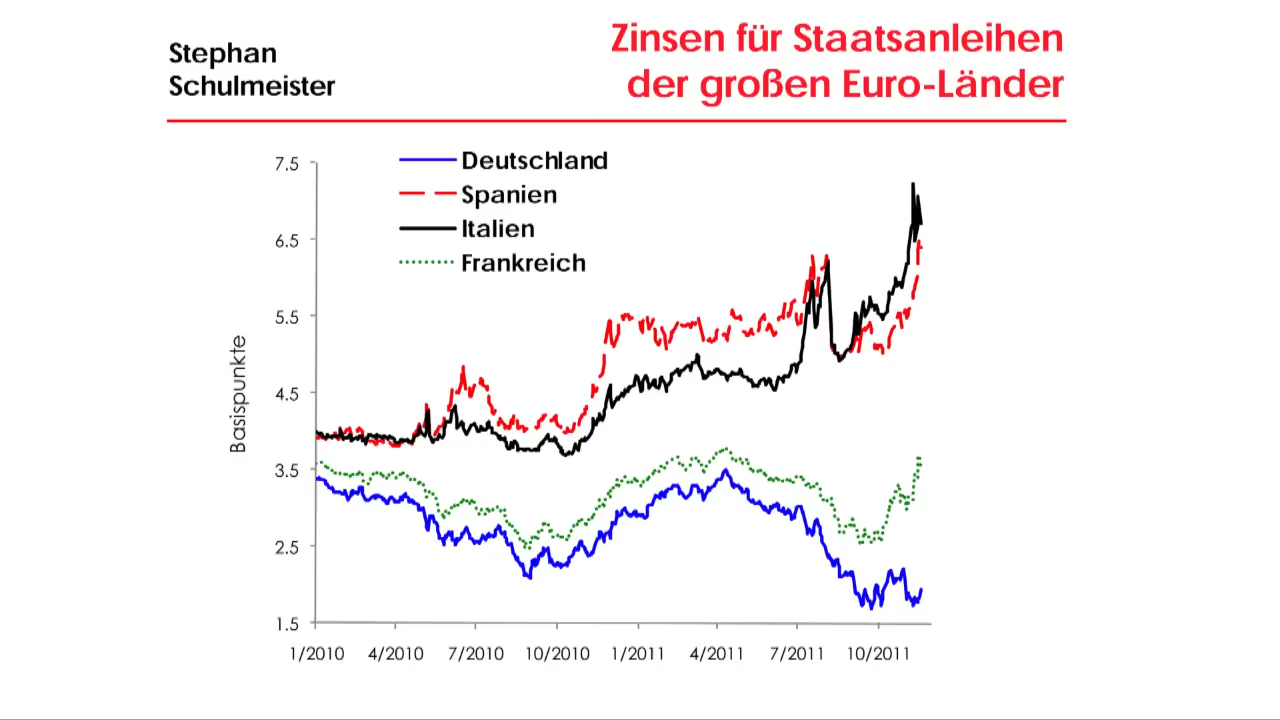 Stephan
Schulmeister
Zinsen für Staatsanleihen
der großen Euro-Länder
Deutschland
Spanien
Italien
Frankreich
Basispunkte
7.5
6.5
5.5
4.5
3.5
2.5
1.5
1/2010 4/2010 7/2010 10/2010 1/2011 4/2011 7/2011 10/2011